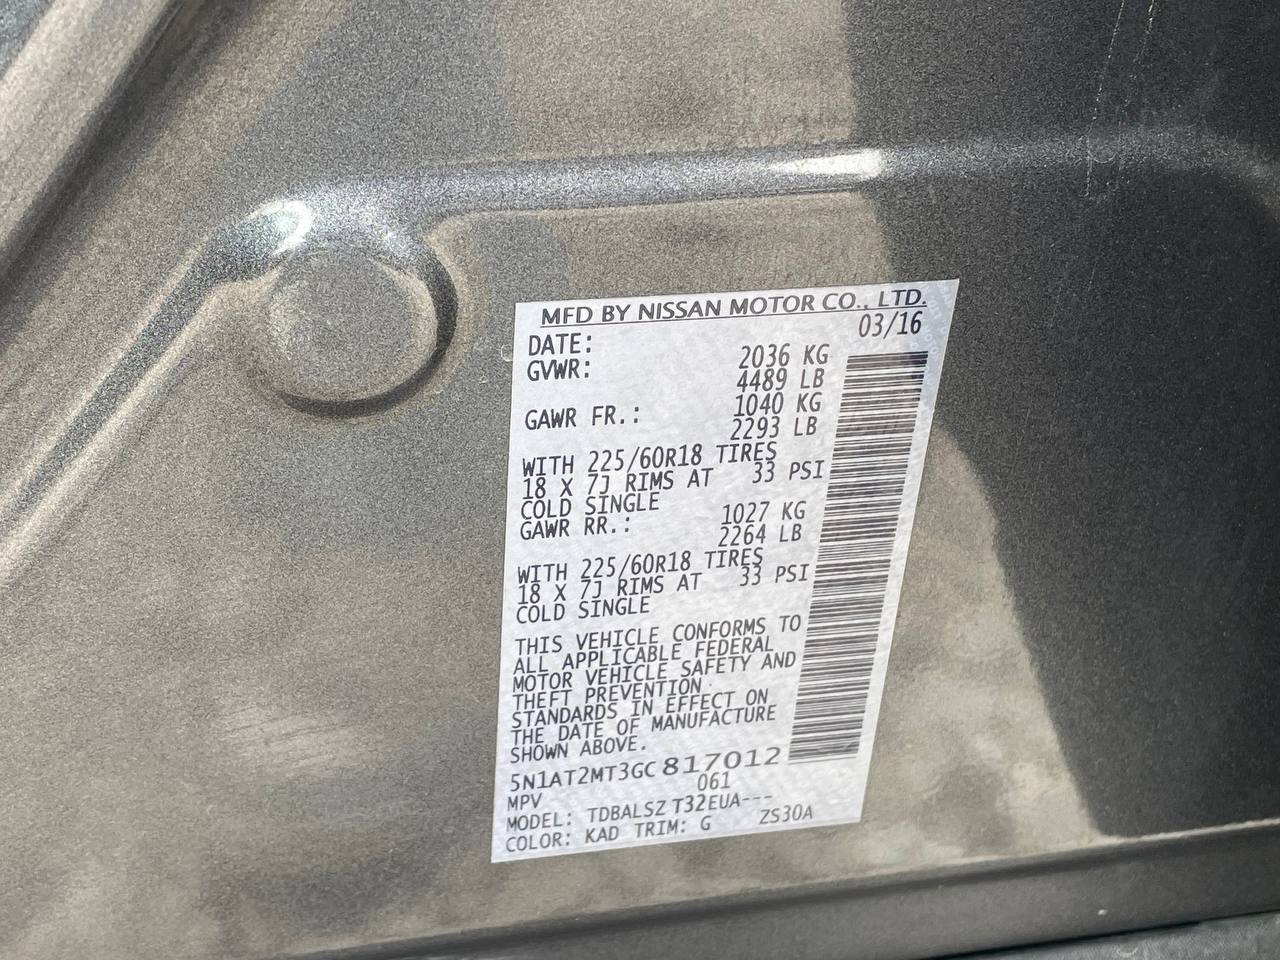 MFD BY NISSAN MOTOR CO., LTD.
DATE: 03/16
GVWR: 2036 KG
4489 LB
GAWR FR.: 1040 KG
2293 LB
WITH 225/60R18 TIRES
18 X 7J RIMS AT 33 PSI
COLD SINGLE
GAWR RR.: 1027 KG
2264 LB
WITH 225/60R18 TIRES
18 X 7J RIMS AT 33 PSI
COLD SINGLE
THIS VEHICLE CONFORMS TO
ALL APPLICABLE FEDERAL
MOTOR VEHICLE SAFETY AND
THEFT PREVENTION
STANDARDS IN EFFECT ON
THE DATE OF MANUFACTURE
SHOWN ABOVE.
5N1AT2MT3GC 817012
MPV 061
MODEL: TDBALSZ T32EUA---
COLOR: KAD TRIM: G ZS30A